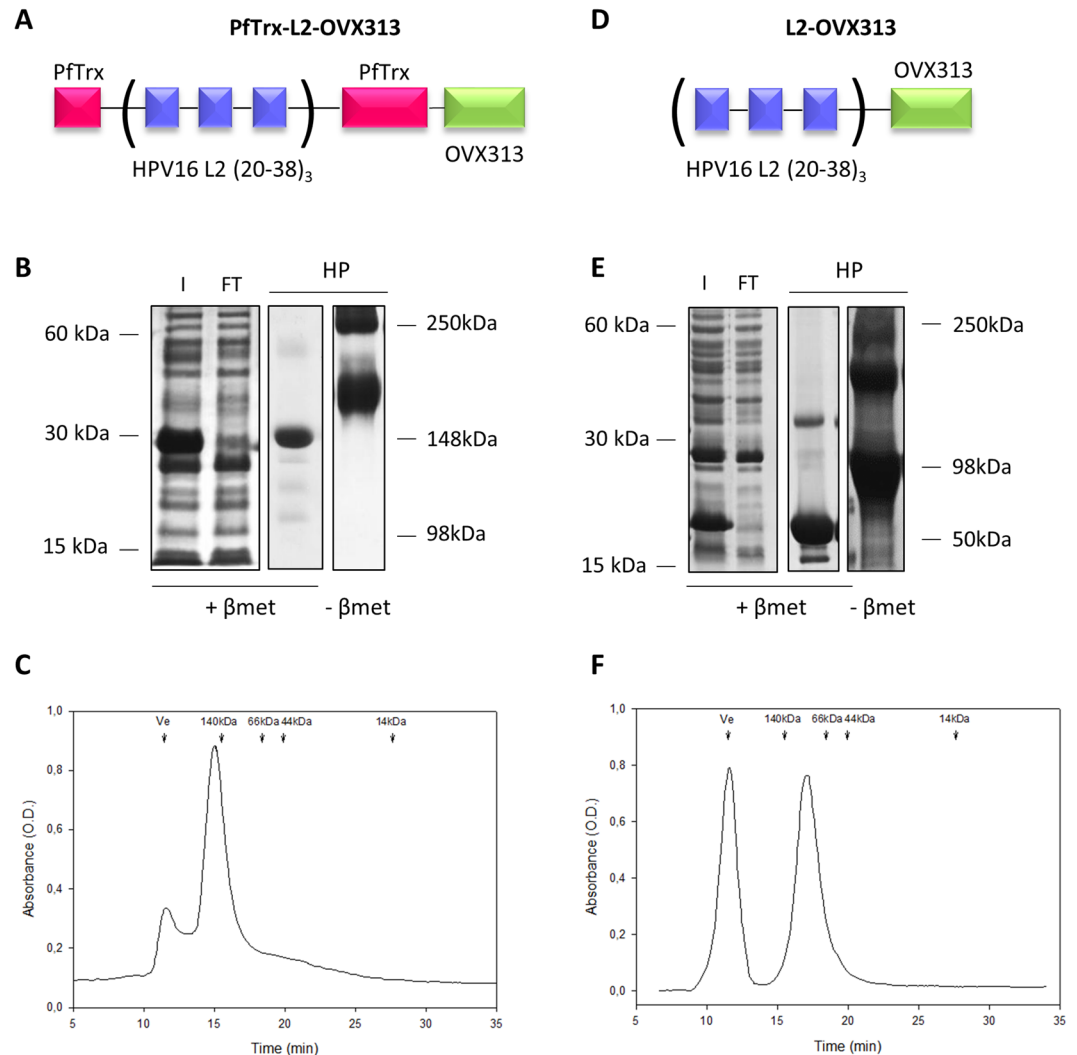 A
PfTrx-L2-OVX313
PfTrx
PfTrx
( )
HPV16 L2 (20-38)3
OVX313
D
L2-OVX313
OVX313
( )
HPV16 L2 (20-38)3
B
HP
I FT
60 kDa
30 kDa
15 kDa
250kDa
148kDa
98kDa
+ βmet - βmet
E
HP
I FT
60 kDa
30 kDa
15 kDa
250kDa
98kDa
50kDa
+ βmet - βmet
C
Ve 140kDa 66kDa 44kDa 14kDa
1,0
0,8
0,6
0,4
0,2
0,0
Absorbance (O.D.)
5 10 15 20 25 30 35
Time (min)
F
Ve 140kDa 66kDa 44kDa 14kDa
1,0
0,8
0,6
0,4
0,2
0,0
Absorbance (O.D.)
5 10 15 20 25 30 35
Time (min)